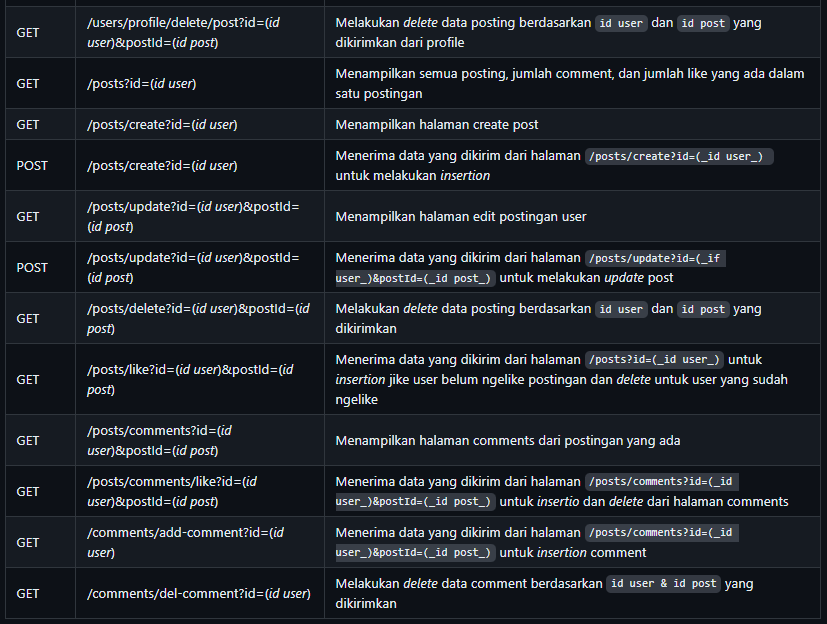 GET
/users/profile/delete/post?id=(id
user)&postId=(id post)
Melakukan delete data posting berdasarkan id user dan id post yang
dikirimkan dari profile
GET
/posts?id=(id user)
Menampilkan semua posting, jumlah comment, dan jumlah like yang ada dalam
satu postingan
GET
/posts/create?id=(id user)
Menampilkan halaman create post
POST
/posts/create?id=(id user)
Menerima data yang dikirim dari halaman /posts/create?id=(_id user_)
untuk melakukan insertion
GET
/posts/update?id=(id user)&postId=
(id post)
Menampilkan halaman edit postingan user
POST
/posts/update?id=(id user)&postId=
(id post)
Menerima data yang dikirim dari halaman /posts/update?id=(_if
user_)&postId=(_id post_) untuk melakukan update post
GET
/posts/delete?id=(id user)&postId=(id
post)
Melakukan delete data posting berdasarkan id user dan id post yang
dikirimkan
GET
/posts/like?id=(id user)&postId=(id
post)
Menerima data yang dikirim dari halaman /posts?id=(_id user_) untuk
insertion jike user belum ngelike postingan dan delete untuk user yang sudah
ngelike
GET
/posts/comments?id=(id
user)&postId=(id post)
Menampilkan halaman comments dari postingan yang ada
GET
/posts/comments/like?id=(id
user)&postId=(id post)
Menerima data yang dikirim dari halaman /posts/comments?id=(_id
user_)&postId=(_id post_) untuk insertio dan delete dari halaman comments
GET
/comments/add-comment?id=(id
user)
Menerima data yang dikirim dari halaman /posts/comments?id=(_id
user_)&postId=(_id post_) untuk insertion comment
GET
/comments/del-comment?id=(id user)
Melakukan delete data comment berdasarkan id user & id post yang
dikirimkan